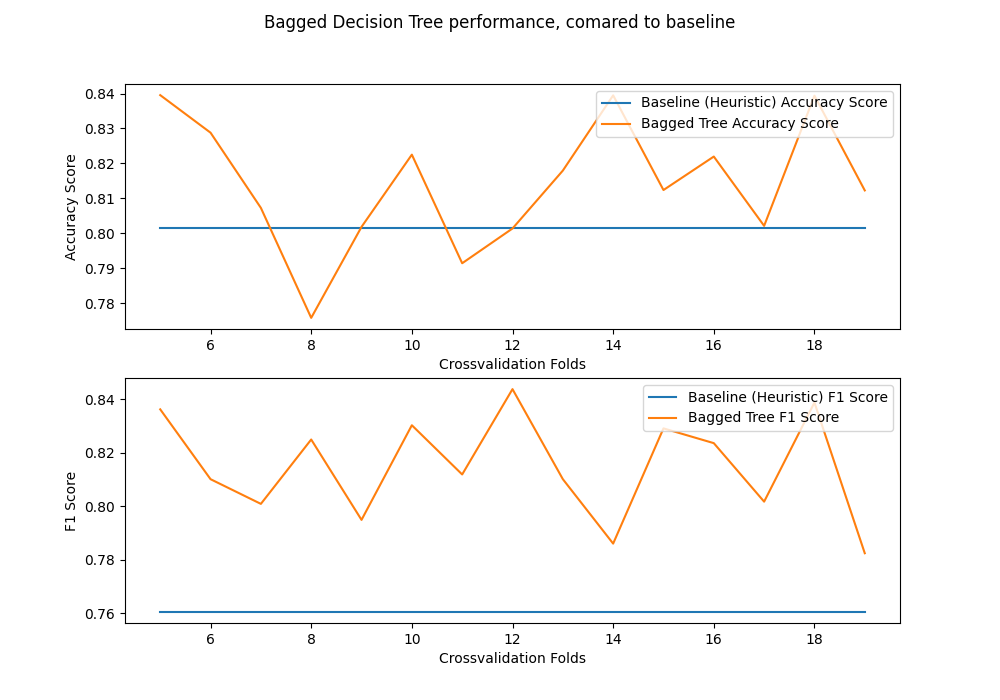 Bagged Decision Tree performance, comared to baseline
Baseline (Heuristic) Accuracy Score
Bagged Tree Accuracy Score
0.84
0.83
0.82
0.81
0.80
0.79
0.78
Accuracy Score
6 8 10 12 14 16 18
Crossvalidation Folds
Baseline (Heuristic) F1 Score
Bagged Tree F1 Score
0.84
0.82
0.80
0.78
0.76
F1 Score
6 8 10 12 14 16 18
Crossvalidation Folds